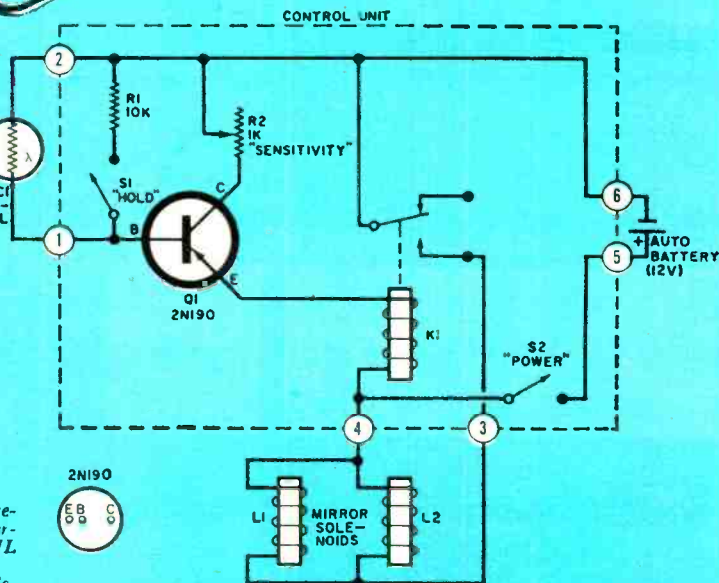 CONTROL UNIT
2
R1
10K
R2
1K
"SENSITIVITY"
λ
S1
"HOLD"
C
B
E
1
Q1
2N190
6
+ AUTO
BATTERY
(12V)
5
K1
S2
"POWER"
4
3
2N190
E B C
L1
MIRROR
SOLE-
NOIDS
L2